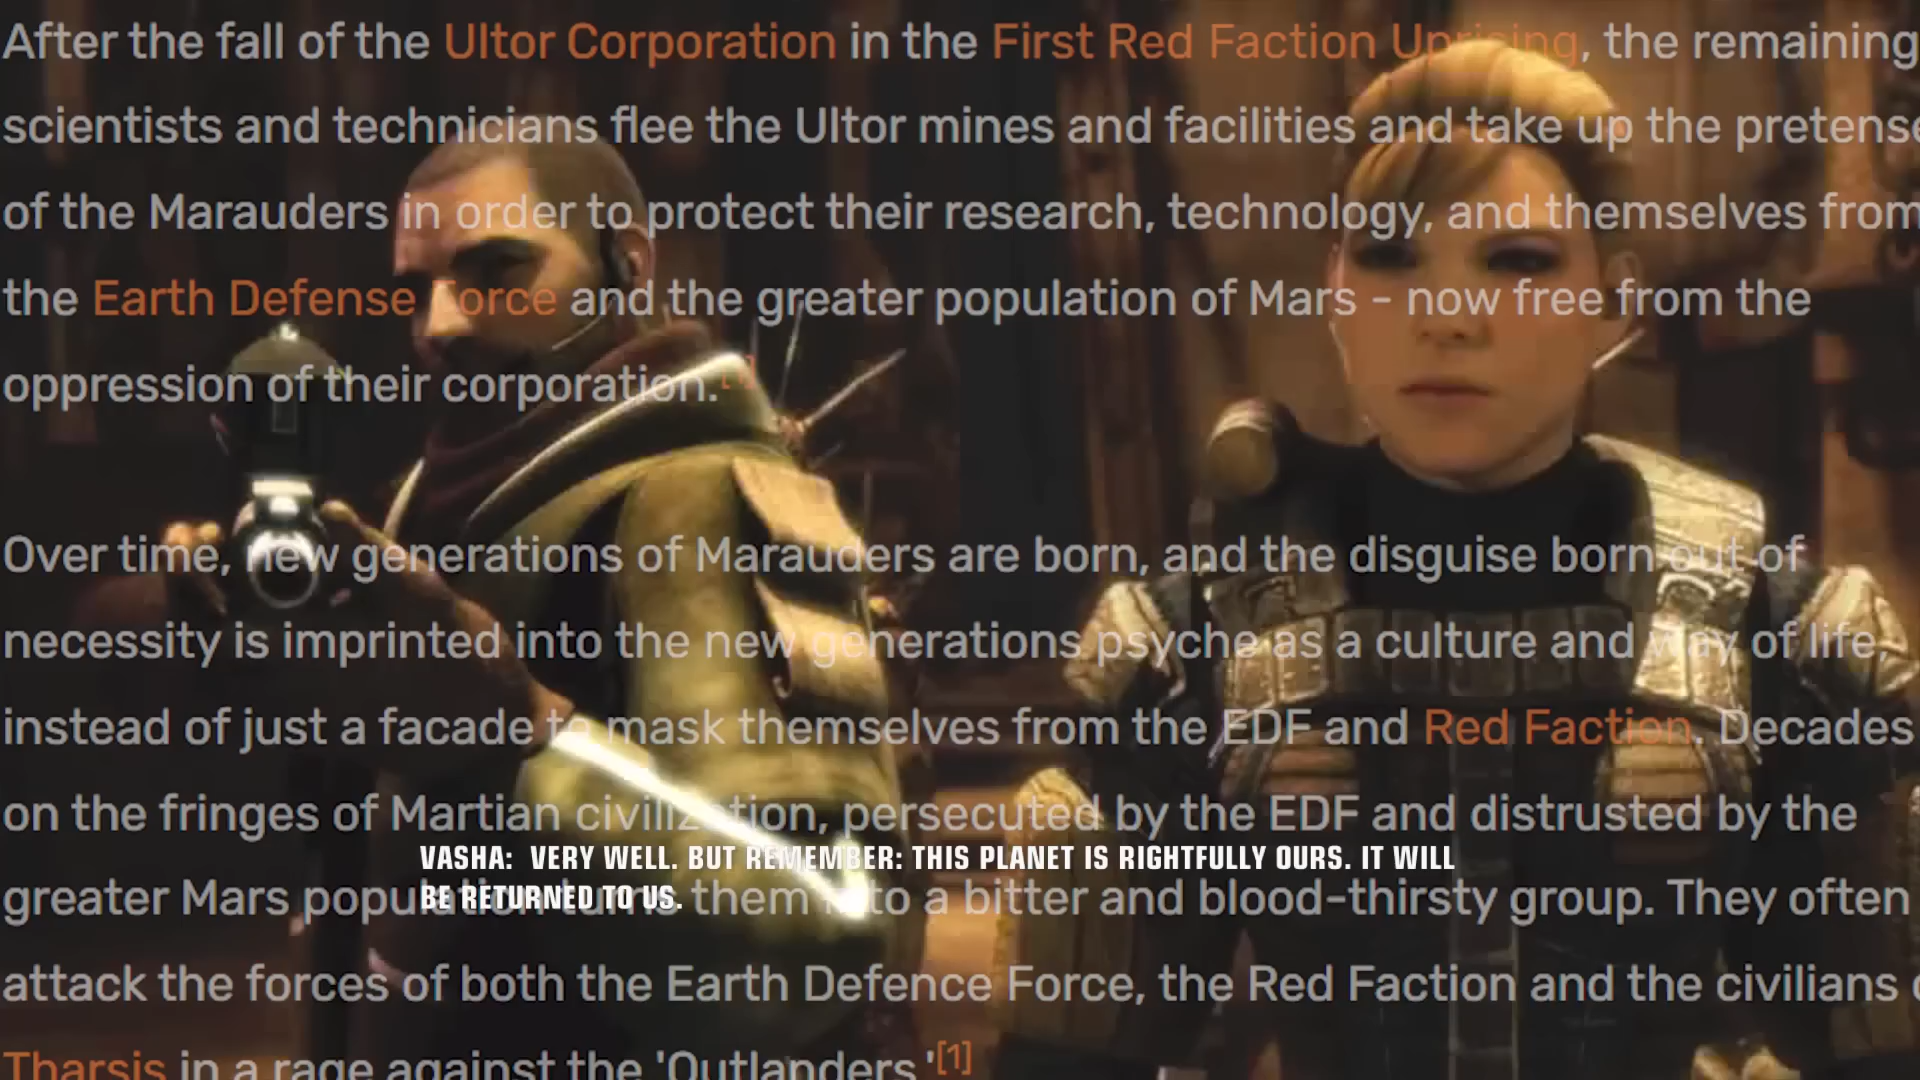 After the fall of the Ultor Corporation in the First Red Faction Uprising, the remaining
scientists and technicians flee the Ultor mines and facilities and take up the pretense
of the Marauders in order to protect their research, technology, and themselves from
the Earth Defense Force and the greater population of Mars - now free from the
oppression of their corporation.[1]
Over time, new generations of Marauders are born, and the disguise born out of
necessity is imprinted into the new generations psyche as a culture and way of life,
instead of just a facade to mask themselves from the EDF and Red Faction. Decades
on the fringes of Martian civilization, persecuted by the EDF and distrusted by the
VASHA: VERY WELL. BUT REMEMBER: THIS PLANET IS RIGHTFULLY OURS. IT WILL
BE RETURNED TO US.
greater Mars population turns them into a bitter and blood-thirsty group. They often
attack the forces of both the Earth Defence Force, the Red Faction and the civilians
Tharsis in a rage against the 'Outlanders.'[1]